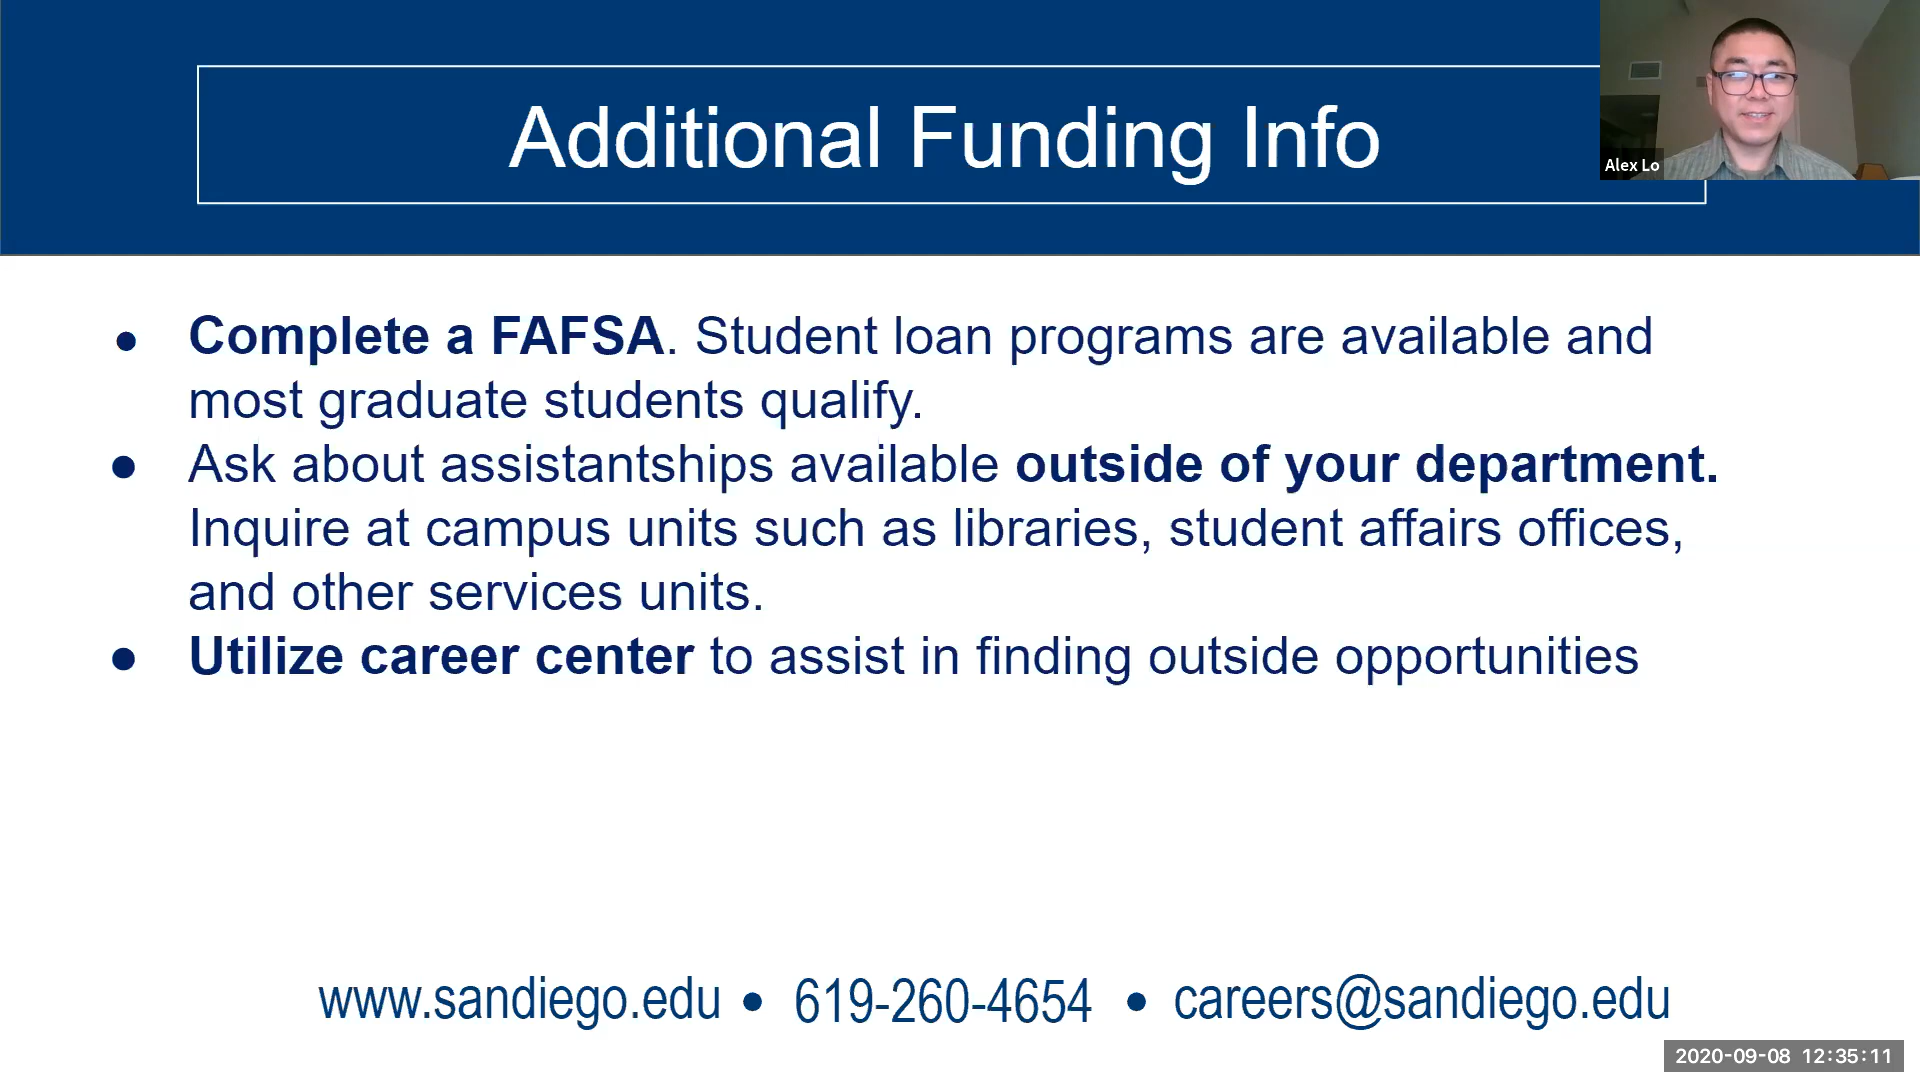 Additional Funding Info
Alex Lo
● Complete a FAFSA. Student loan programs are available and
most graduate students qualify.
● Ask about assistantships available outside of your department.
Inquire at campus units such as libraries, student affairs offices,
and other services units.
● Utilize career center to assist in finding outside opportunities
www.sandiego.edu ● 619-260-4654 ● careers@sandiego.edu
2020-09-08 12:35:11